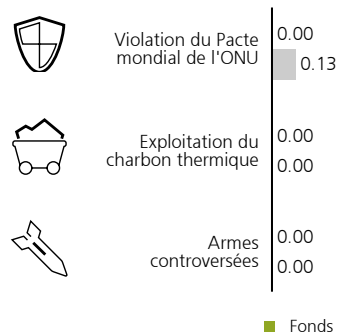 Violation du Pacte
mondial de l'ONU
0.00
0.13
Exploitation du
charbon thermique
0.00
0.00
Armes
controversées
0.00
0.00
Fonds